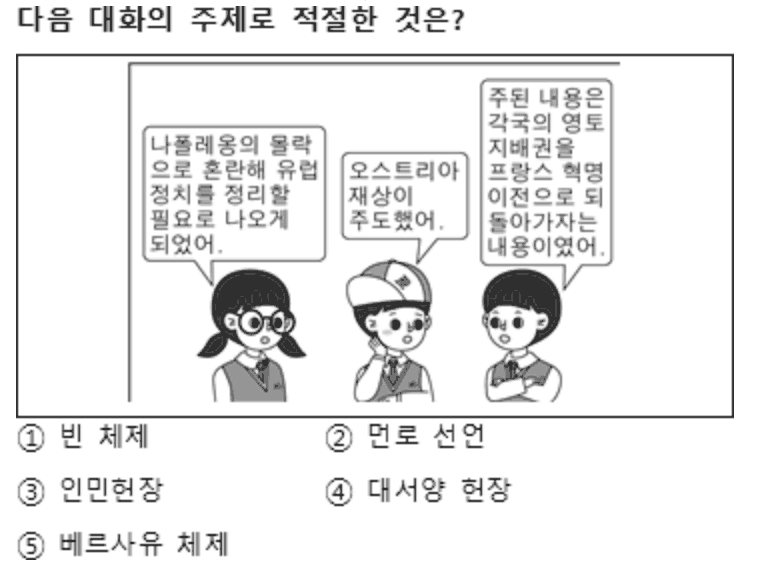 다음 대화의 주제로 적절한 것은?
나폴레옹의 몰락
으로 혼란해 유럽
정치를 정리할
필요로 나오게
되었어.
오스트리아
재상이
주도했어.
주된 내용은
각국의 영토
지배권을
프랑스 혁명
이전으로 되
돌아가자는
내용이였어.
① 빈 체제
② 먼로 선언
③ 인민헌장
④ 대서양 헌장
⑤ 베르사유 체제